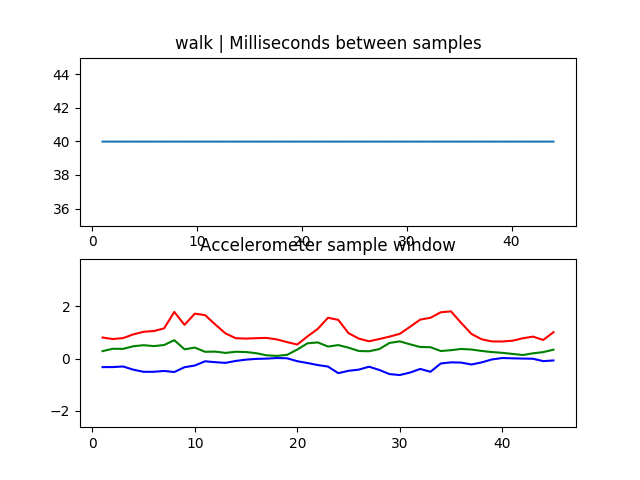 walk | Milliseconds between samples
44
42
40
38
36
0 10 20 30 40
Accelerometer sample window
2
0
−2
0 10 20 30 40